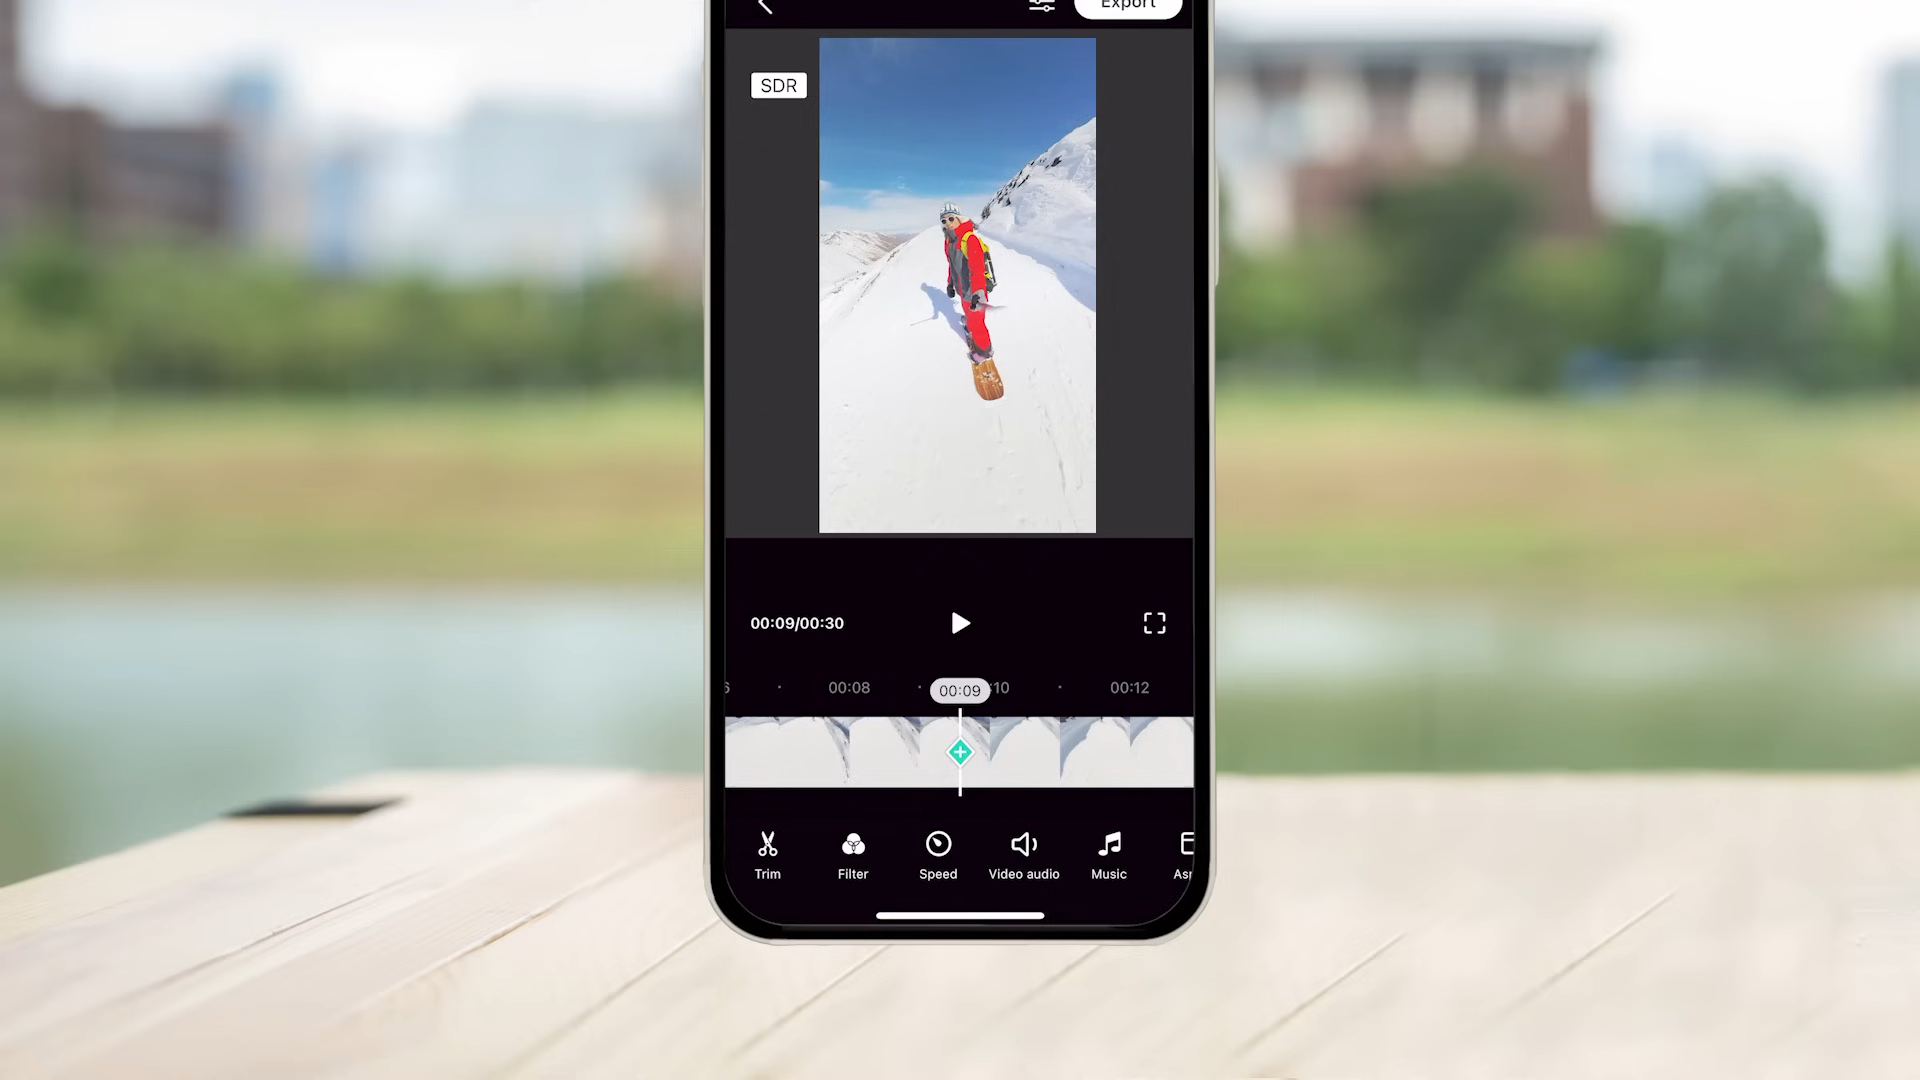 Export
SDR
00:09/00:30
00:08
00:09
:10
00:12
Trim
Filter
Speed
Video audio
Music